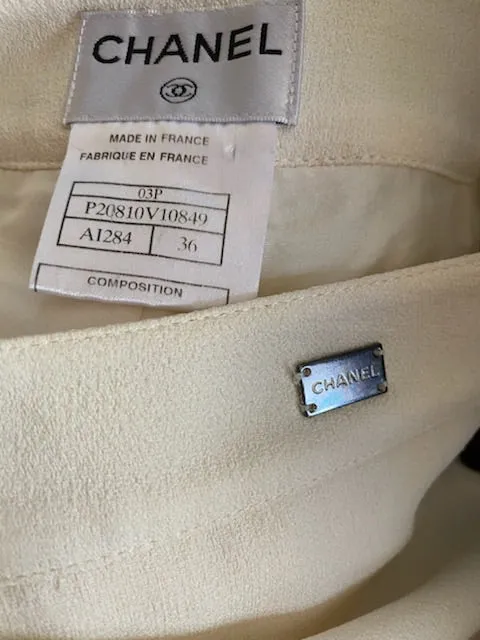 CHANEL
MADE IN FRANCE
FABRIQUE EN FRANCE
03P
P20810V10849
AI284 36
COMPOSITION
CHANEL